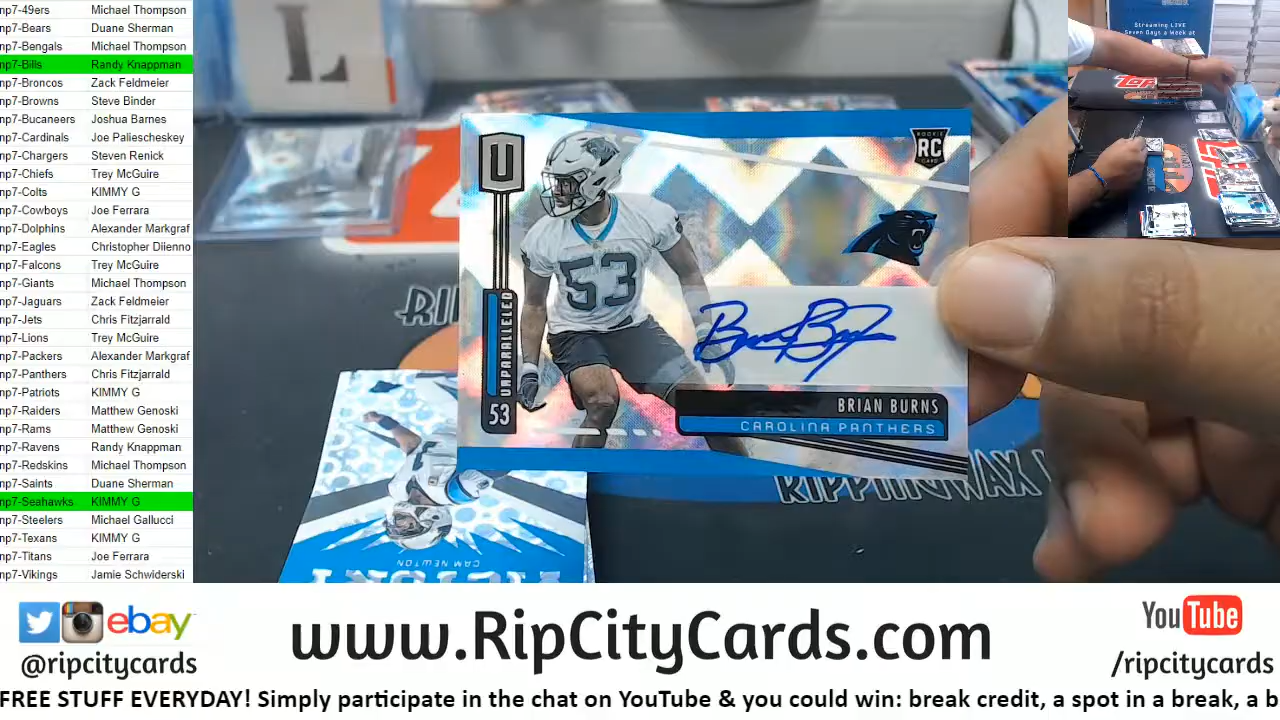 np7-49ers Michael Thompson
np7-Bears Duane Sherman
np7-Bengals Michael Thompson
np7-Bills Randy Knappman
np7-Broncos Zack Feldmeier
np7-Browns Steve Binder
np7-Bucaneers Joshua Barnes
np7-Cardinals Joe Paliescheskey
np7-Chargers Steven Renick
np7-Chiefs Trey McGuire
np7-Colts KIMMY G
np7-Cowboys Joe Ferrara
np7-Dolphins Alexander Markgraf
np7-Eagles Christopher Diienno
np7-Falcons Trey McGuire
np7-Giants Michael Thompson
np7-Jaguars Zack Feldmeier
np7-Jets Chris Fitzjarrald
np7-Lions Trey McGuire
np7-Packers Alexander Markgraf
np7-Panthers Chris Fitzjarrald
np7-Patriots KIMMY G
np7-Raiders Matthew Genoski
np7-Rams Matthew Genoski
np7-Ravens Randy Knappman
np7-Redskins Michael Thompson
np7-Saints Duane Sherman
np7-Seahawks KIMMY G
np7-Steelers Michael Gallucci
np7-Texans KIMMY G
np7-Titans Joe Ferrara
np7-Vikings Jamie Schwiderski
L
U
ROOKIE
RC
CARD
53
UNPARALLELED
53
BRIAN BURNS
CAROLINA PANTHERS
CAM NEWTON
Streaming LIVE
Seven Days a Week at
ebay
@ripcitycards
www.RipCityCards.com
YouTube
/ripcitycards
FREE STUFF EVERYDAY! Simply participate in the chat on YouTube & you could win: break credit, a spot in a break, a b